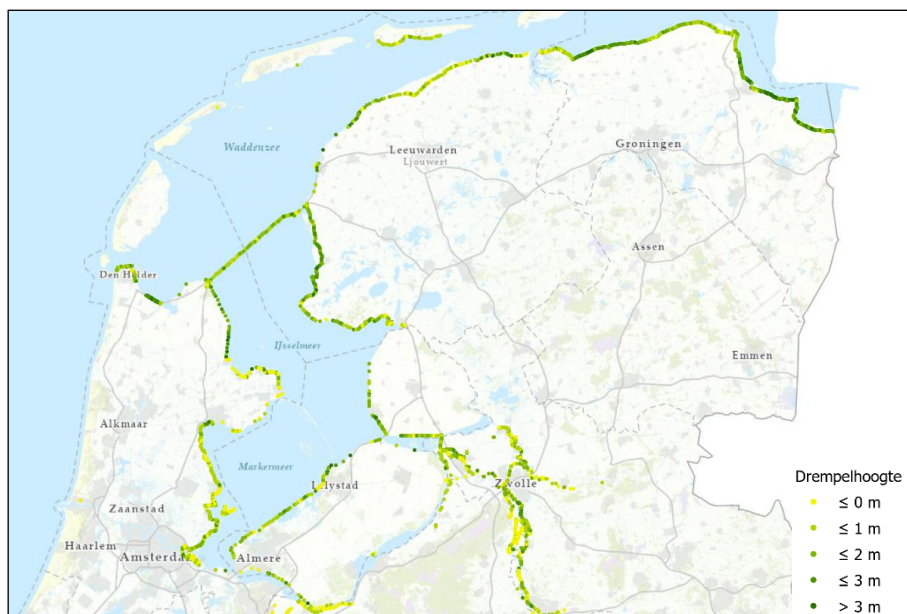 Waddenzee
Leeuwarden
Ljouwert
Groningen
Den Helder
Assen
IJsselmeer
Emmen
Alkmaar
Markermeer
Lelystad
Zwolle
Zaanstad
Haarlem
Amsterdam
Almere
Drempelhoogte
≤ 0 m
≤ 1 m
≤ 2 m
≤ 3 m
> 3 m